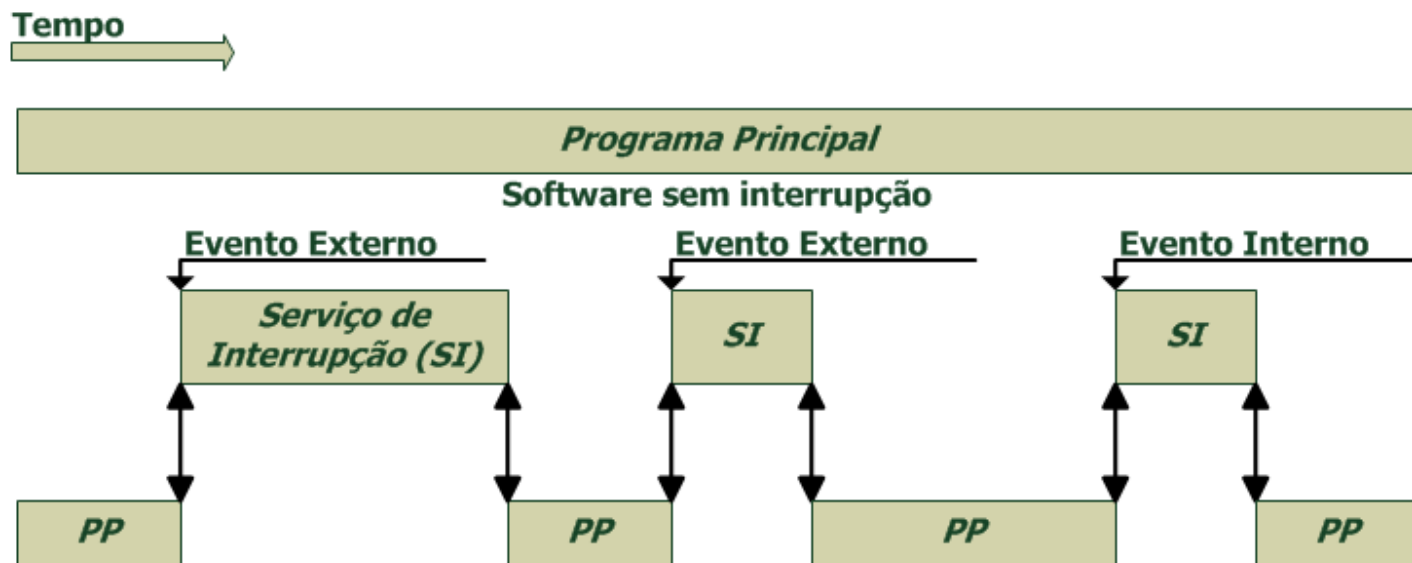 Tempo
Programa Principal
Software sem interrupção
Evento Externo
Evento Externo
Evento Interno
Serviço de
Interrupção (SI)
SI
SI
PP
PP
PP
PP